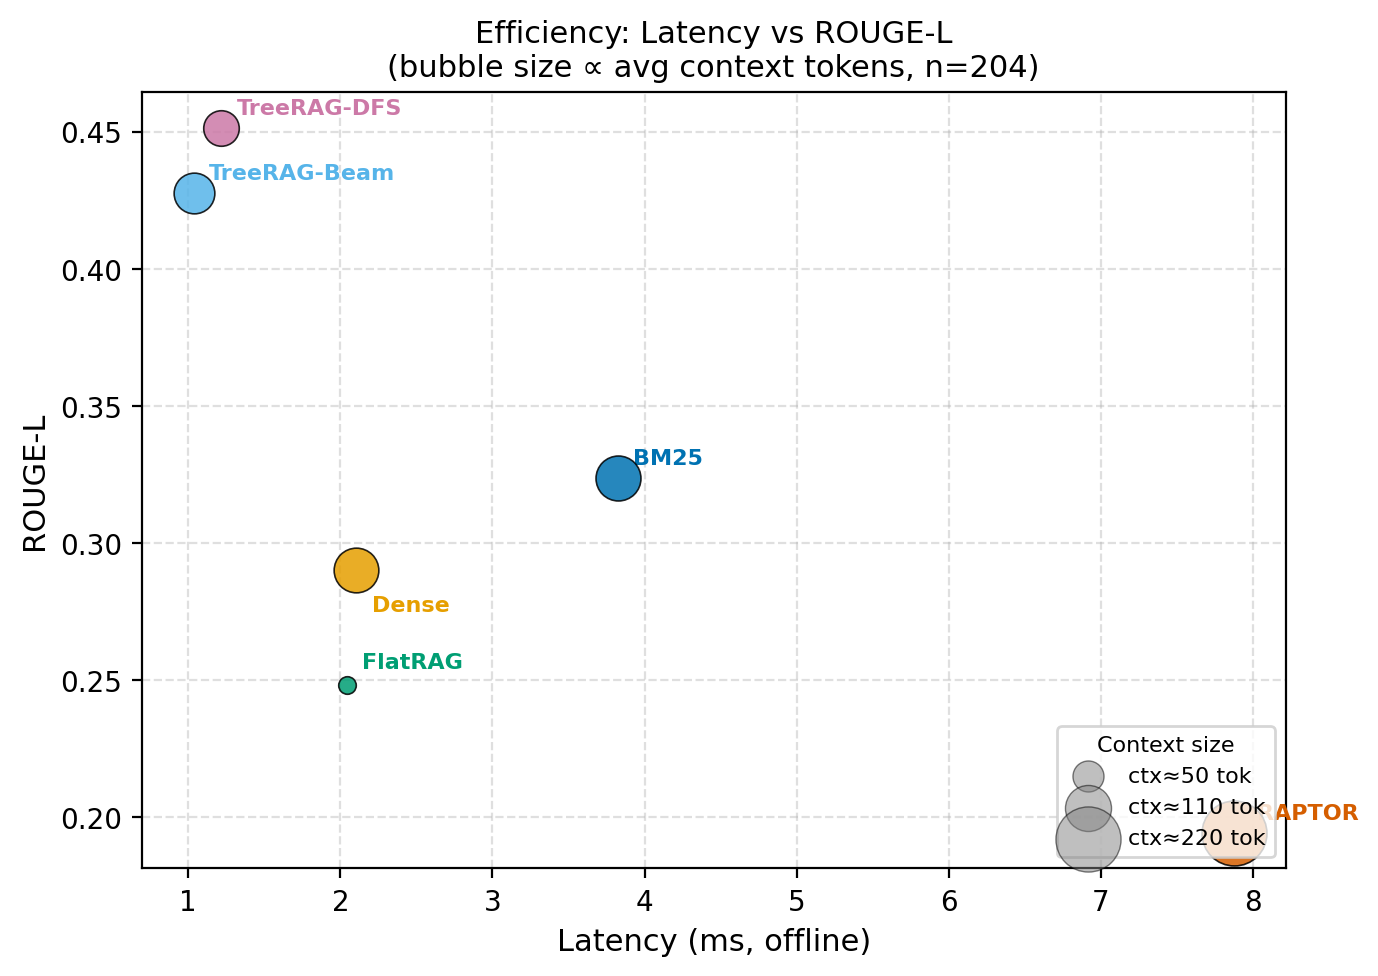 Efficiency: Latency vs ROUGE-L
(bubble size ∝ avg context tokens, n=204)
TreeRAG-DFS
TreeRAG-Beam
BM25
Dense
FlatRAG
RAPTOR
Context size
ctx≈50 tok
ctx≈110 tok
ctx≈220 tok
ROUGE-L
0.45
0.40
0.35
0.30
0.25
0.20
1 2 3 4 5 6 7 8
Latency (ms, offline)